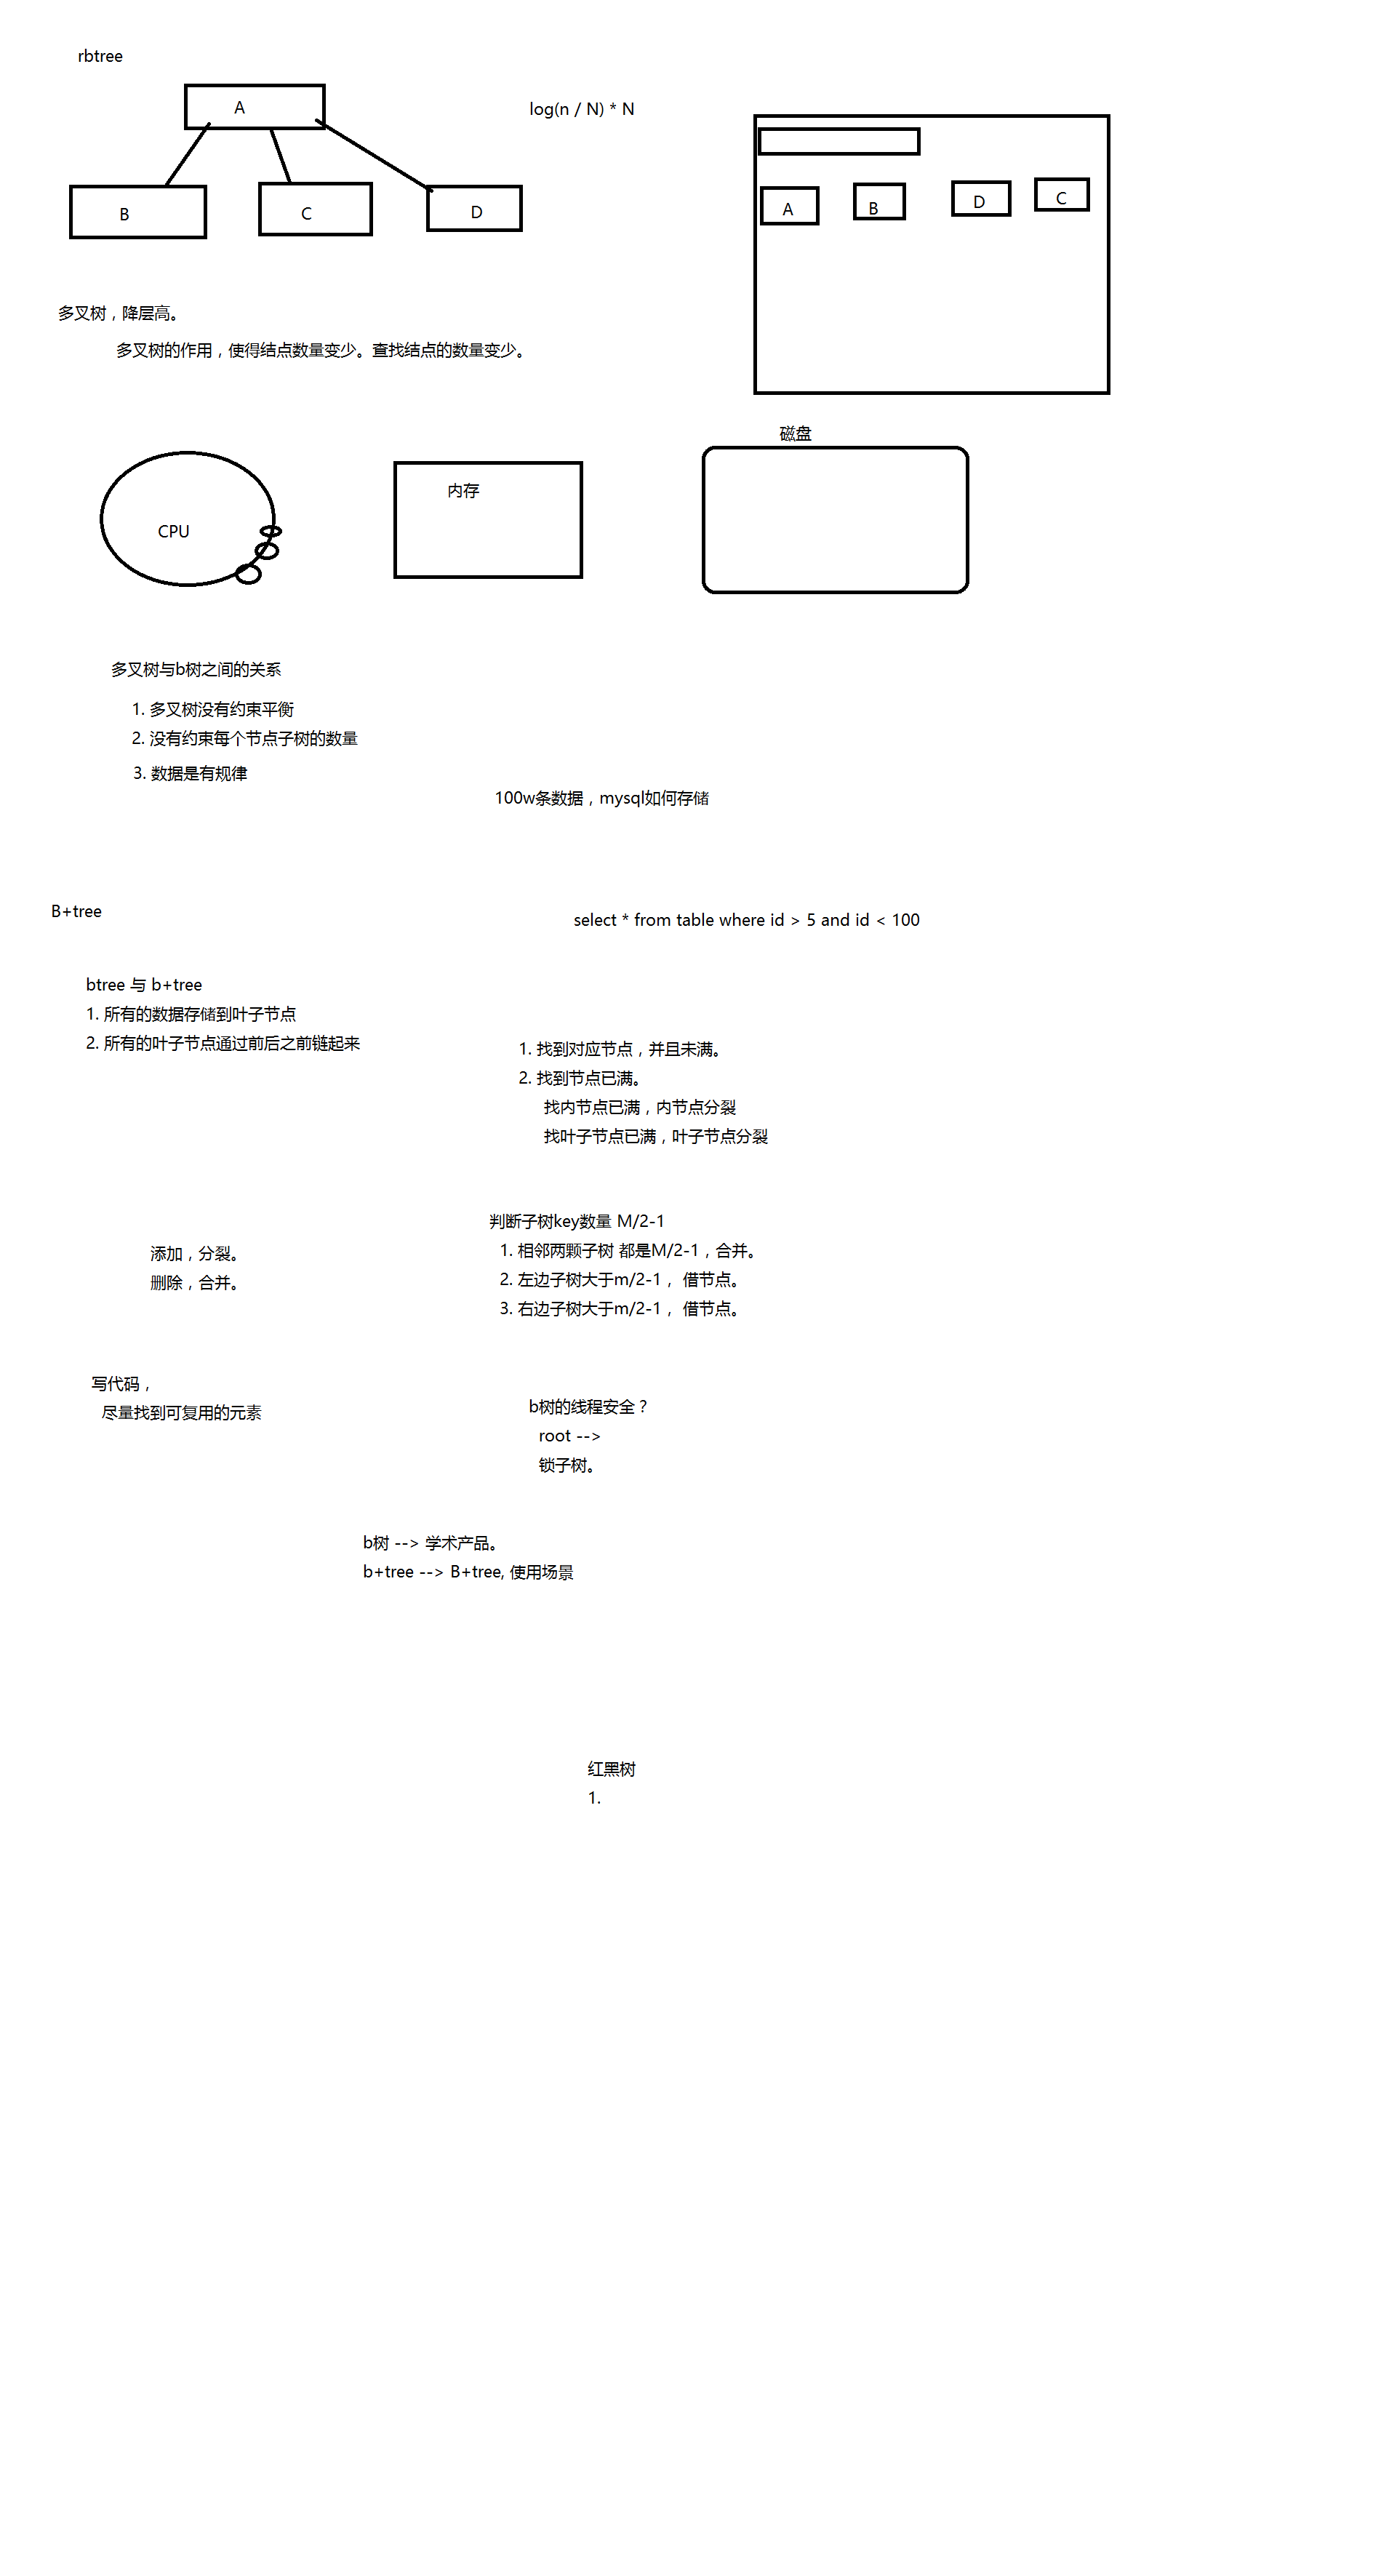 rbtree
A
log(n / N) * N
B
C
D
A
B
D
C
多叉树，降层高。
多叉树的作用，使得结点数量变少。查找结点的数量变少。
磁盘
内存
CPU
多叉树与b树之间的关系
1. 多叉树没有约束平衡
2. 没有约束每个节点子树的数量
3. 数据是有规律
100w条数据，mysql如何存储
B+tree
select * from table where id > 5 and id < 100
btree 与 b+tree
1. 所有的数据存储到叶子节点
2. 所有的叶子节点通过前后之前链起来
1. 找到对应节点，并且未满。
2. 找到节点已满。
找内节点已满，内节点分裂
找叶子节点已满，叶子节点分裂
判断子树key数量 M/2-1
1. 相邻两颗子树 都是M/2-1，合并。
2. 左边子树大于m/2-1， 借节点。
3. 右边子树大于m/2-1， 借节点。
添加，分裂。
删除，合并。
写代码，
尽量找到可复用的元素
b树的线程安全？
root -->
锁子树。
b树 --> 学术产品。
b+tree --> B+tree, 使用场景
红黑树
1.